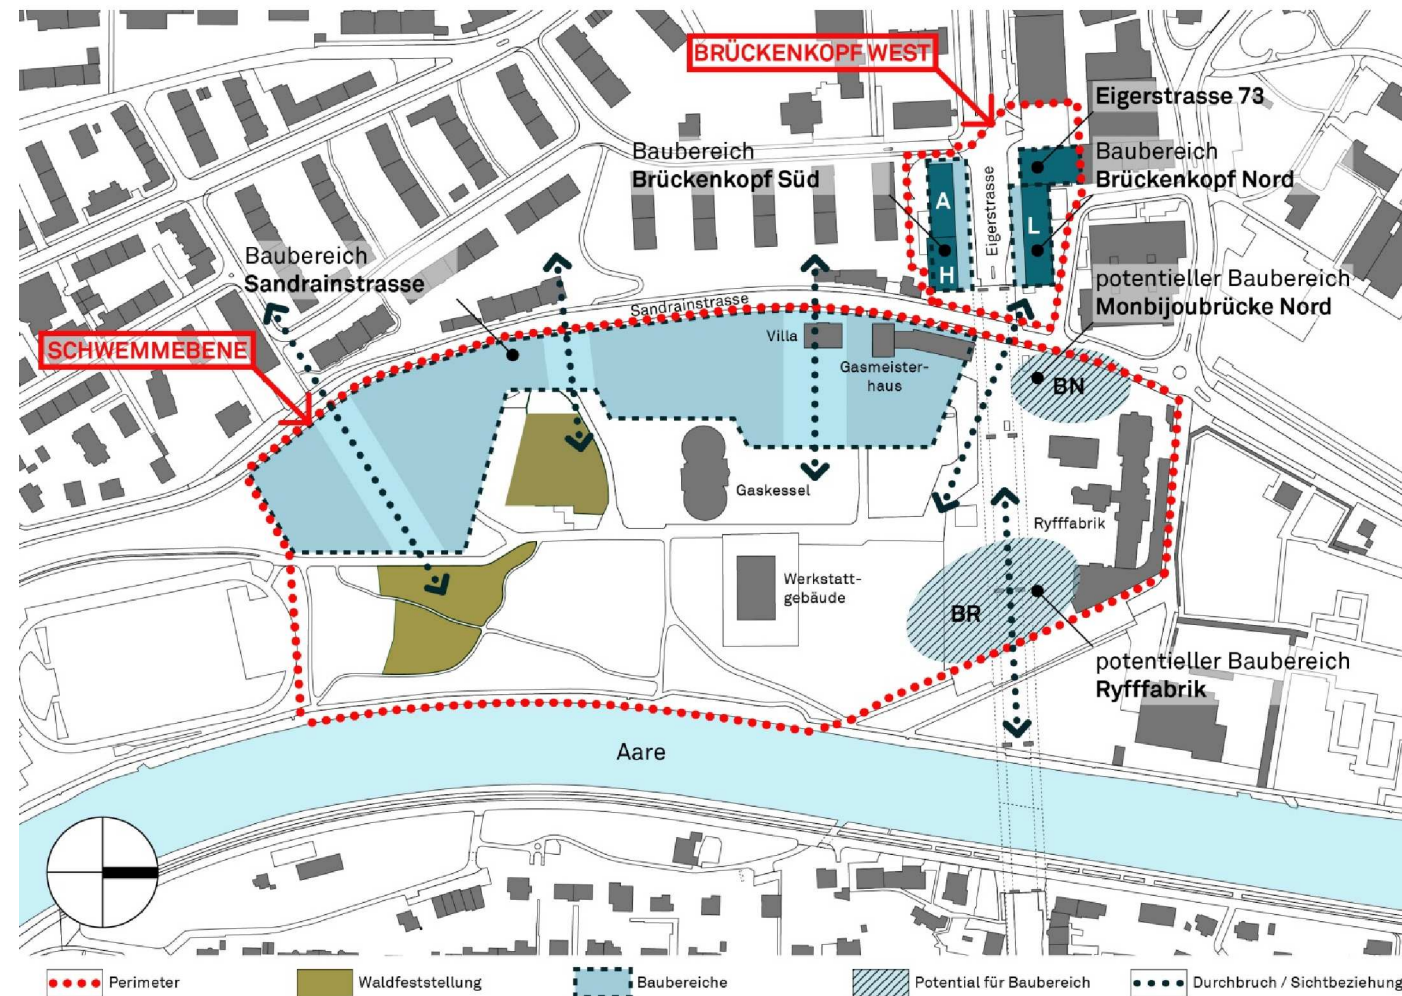 BRÜCKENKOPF WEST
Eigerstrasse 73
Baubereich
Brückenkopf Süd
Baubereich
Brückenkopf Nord
A
H
L
Eigerstrasse
Baubereich
Sandrainstrasse
potentieller Baubereich
Monbijoubrücke Nord
Sandrainstrasse
SCHWEMMEBENE
Villa
Gasmeister-
haus
BN
Gaskessel
Ryfffabrik
Werkstatt-
gebäude
BR
potentieller Baubereich
Ryfffabrik
Aare
Perimeter
Waldfeststellung
Baubereiche
Potential für Baubereich
Durchbruch / Sichtbeziehung